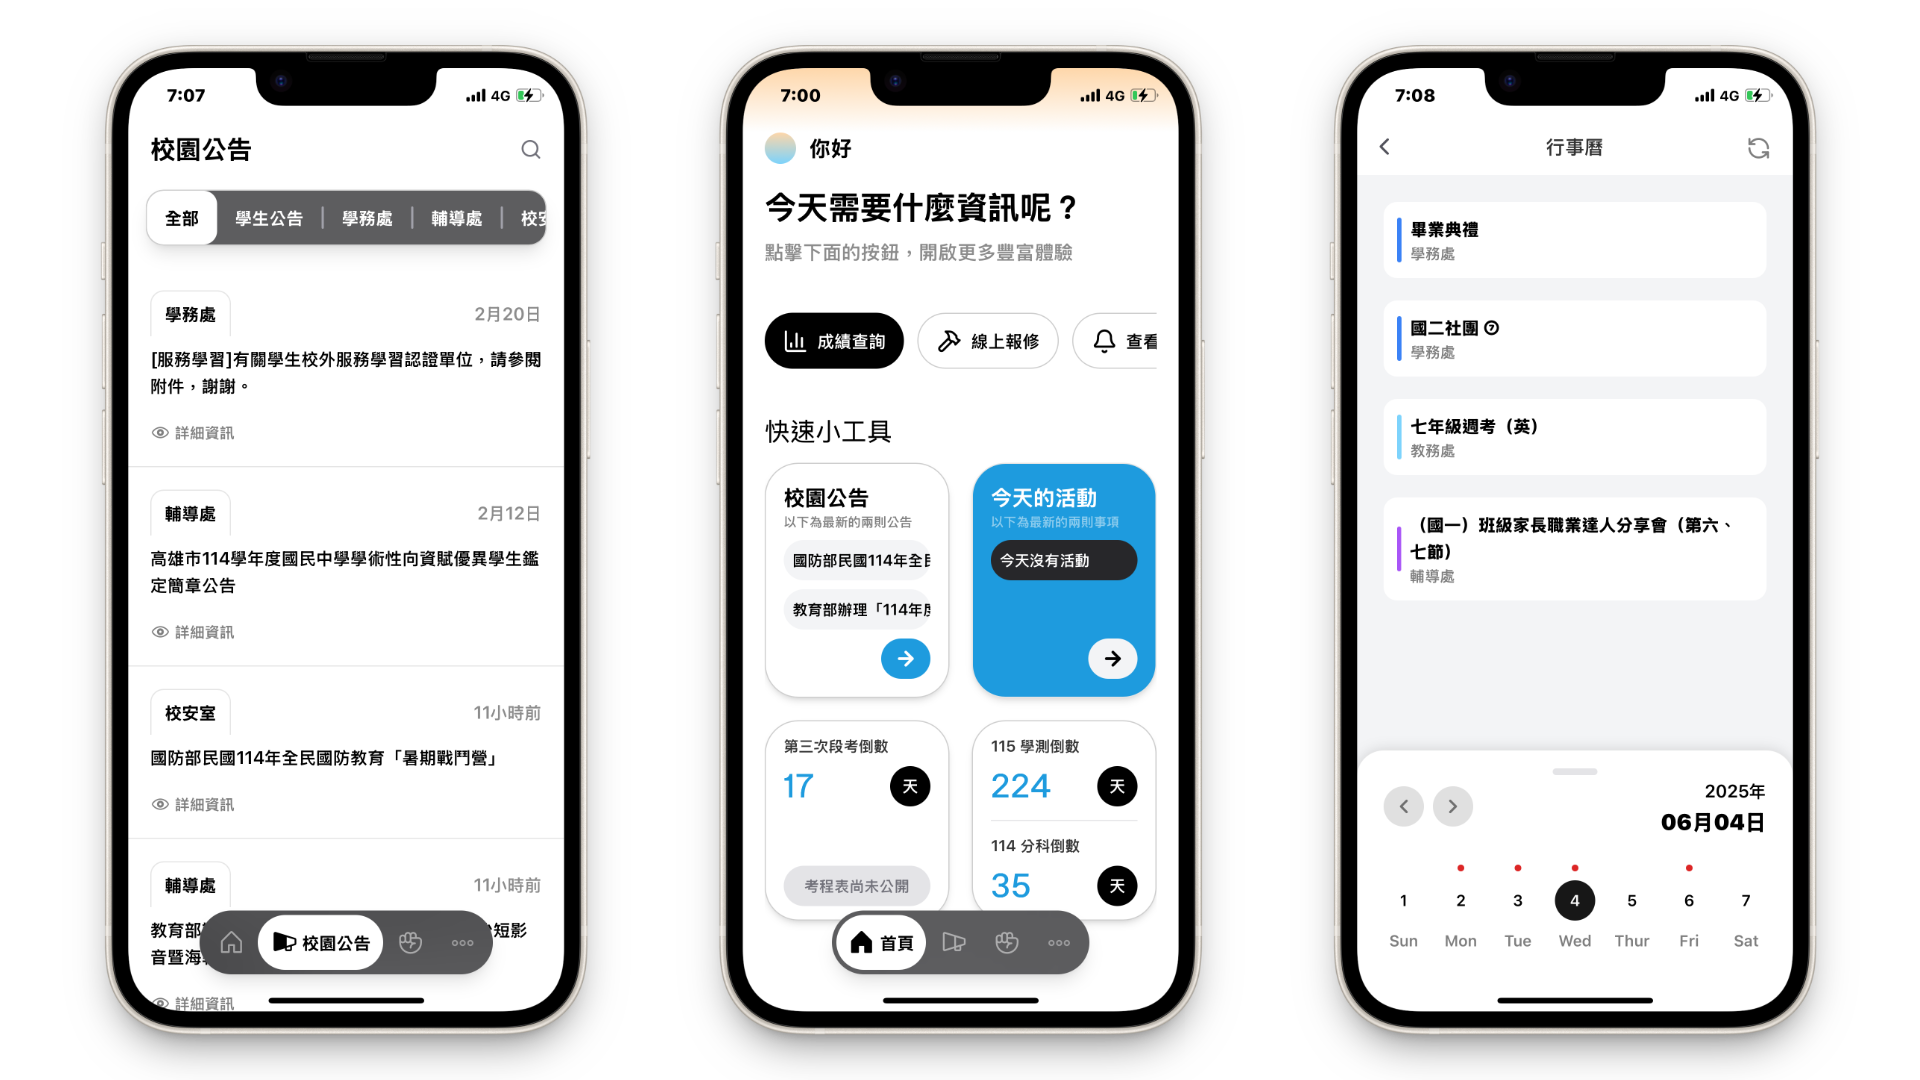 7:07
4G
校園公告
全部
學生公告
學務處
輔導處
校安
學務處
2月20日
[服務學習]有關學生校外服務學習認證單位，請參閱
附件，謝謝。
詳細資訊
輔導處
2月12日
高雄市114學年度國民中學學術性向資賦優異學生鑑
定簡章公告
詳細資訊
校安室
11小時前
國防部民國114年全民國防教育「暑期戰鬥營」
詳細資訊
輔導處
11小時前
教育部
短影
音暨海
校園公告
詳細資訊
7:00
4G
你好
今天需要什麼資訊呢？
點擊下面的按鈕，開啟更多豐富體驗
成績查詢
線上報修
查看
快速小工具
校園公告
以下為最新的兩則公告
國防部民國114年全民
教育部辦理「114年度
今天的活動
以下為最新的兩則事項
今天沒有活動
第三次段考倒數
17
天
考程表尚未公開
115 學測倒數
224
天
114 分科倒數
35
天
首頁
7:08
4G
行事曆
畢業典禮
學務處
國二社團⑦
學務處
七年級週考（英）
教務處
（國一）班級家長職業達人分享會（第六、
七節）
輔導處
2025年
06月04日
1 2 3 4 5 6 7
Sun Mon Tue Wed Thur Fri Sat